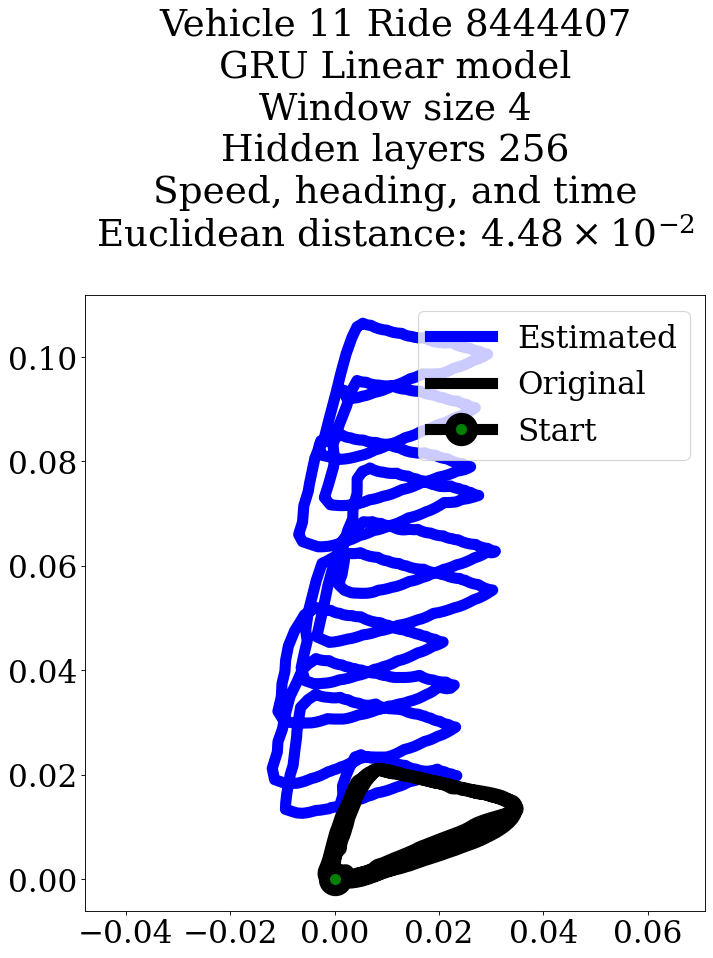 Vehicle 11 Ride 8444407
GRU Linear model
Window size 4
Hidden layers 256
Speed, heading, and time
Euclidean distance: 4.48 × 10⁻²
Estimated
Original
Start
0.10
0.08
0.06
0.04
0.02
0.00
−0.04 −0.02 0.00 0.02 0.04 0.06